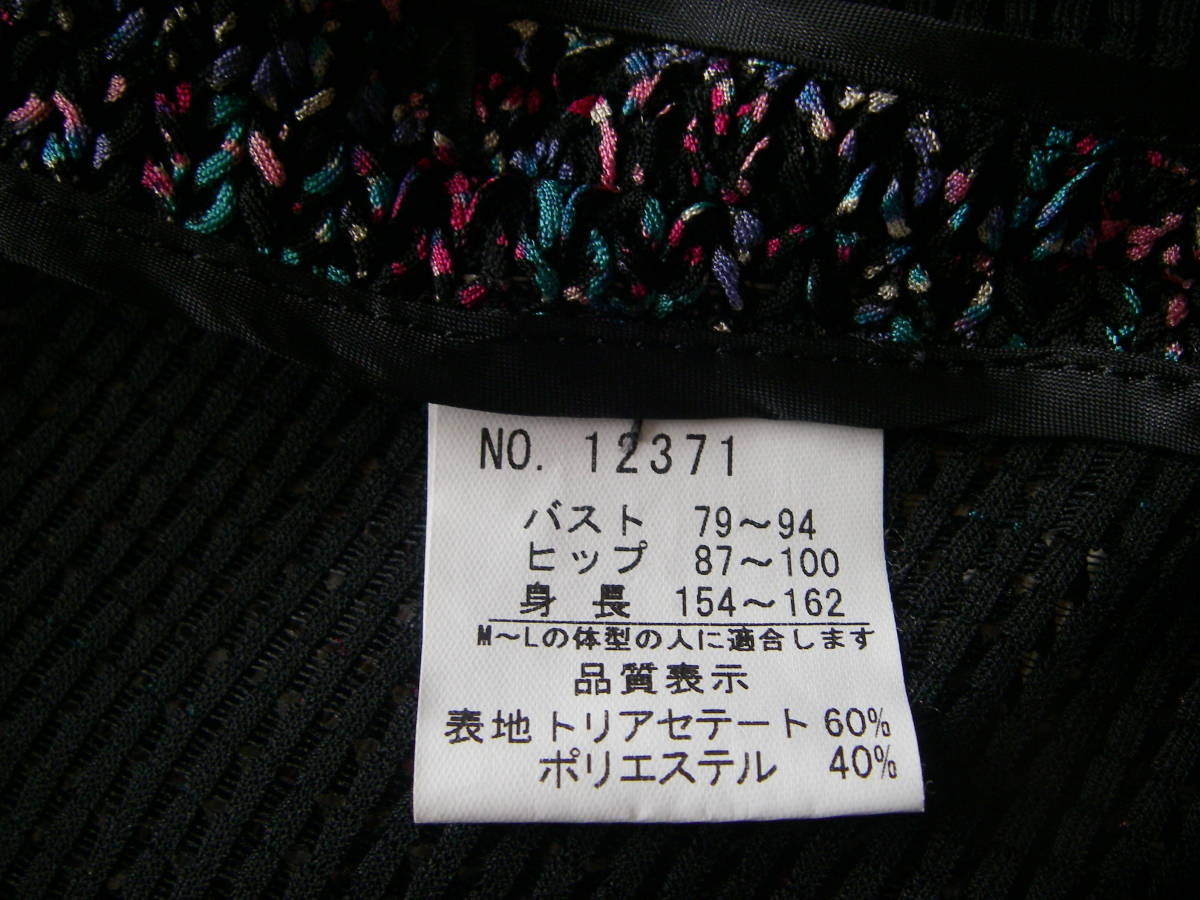 NO. 12371
バスト 79～94
ヒップ 87～100
身長 154～162
M～Lの体型の人に適合します
品質表示
表地 トリアセテート 60%
ポリエステル 40%